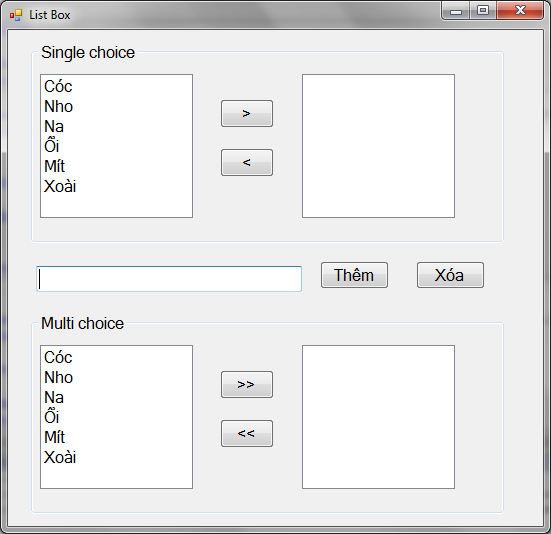 List Box
Single choice
Cóc
Nho
Na
Ổi
Mít
Xoài
>
<
Thêm
Xóa
Multi choice
Cóc
Nho
Na
Ổi
Mít
Xoài
>>
<<